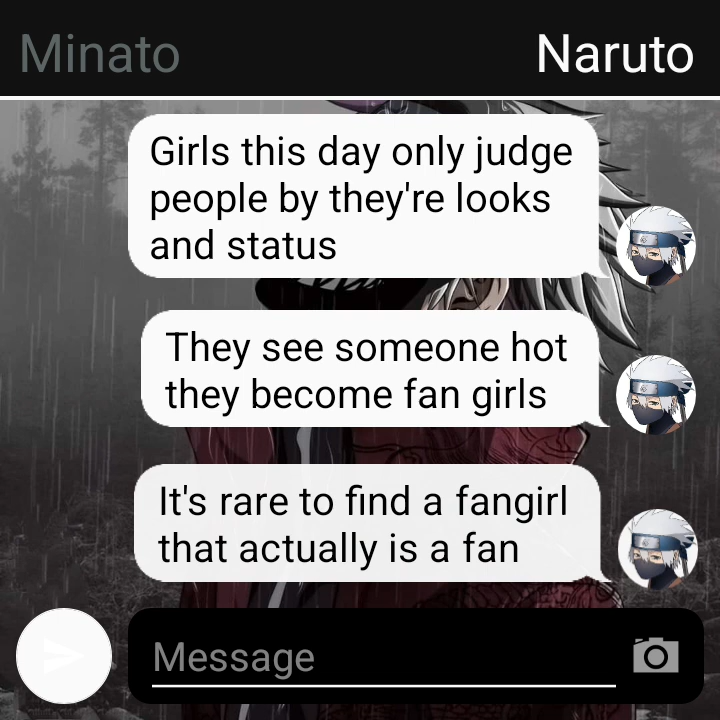 Minato
Naruto
Girls this day only judge
people by they're looks
and status
They see someone hot
they become fan girls
It's rare to find a fangirl
that actually is a fan
Message